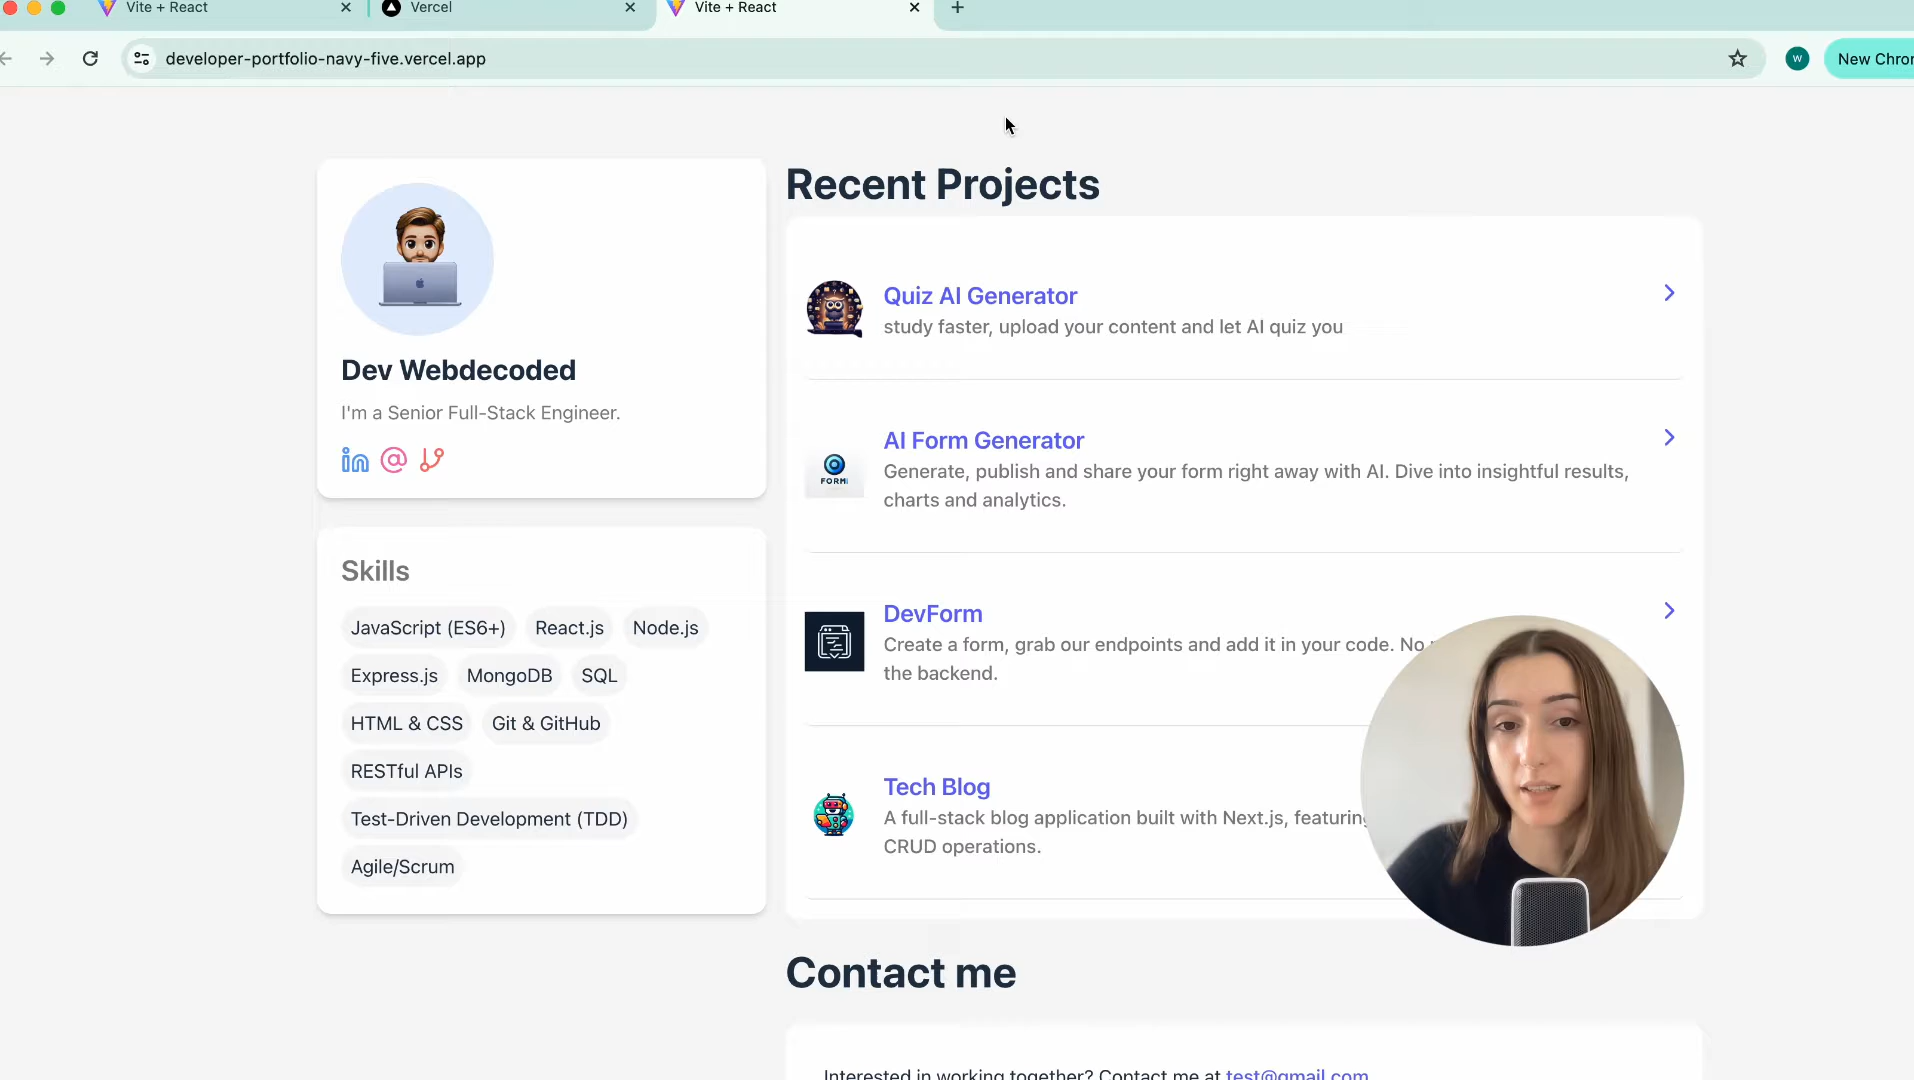 Vite + React
Vercel
Vite + React
developer-portfolio-navy-five.vercel.app
W
New Chror
Dev Webdecoded
I'm a Senior Full-Stack Engineer.
Skills
JavaScript (ES6+) React.js Node.js
Express.js MongoDB SQL
HTML & CSS Git & GitHub
RESTful APIs
Test-Driven Development (TDD)
Agile/Scrum
Recent Projects
Quiz AI Generator
study faster, upload your content and let AI quiz you
FORMi
AI Form Generator
Generate, publish and share your form right away with AI. Dive into insightful results,
charts and analytics.
DevForm
Create a form, grab our endpoints and add it in your code. No
the backend.
Tech Blog
A full-stack blog application built with Next.js, featuring
CRUD operations.
Contact me
Interested in working together? Contact me at test@gmail.com